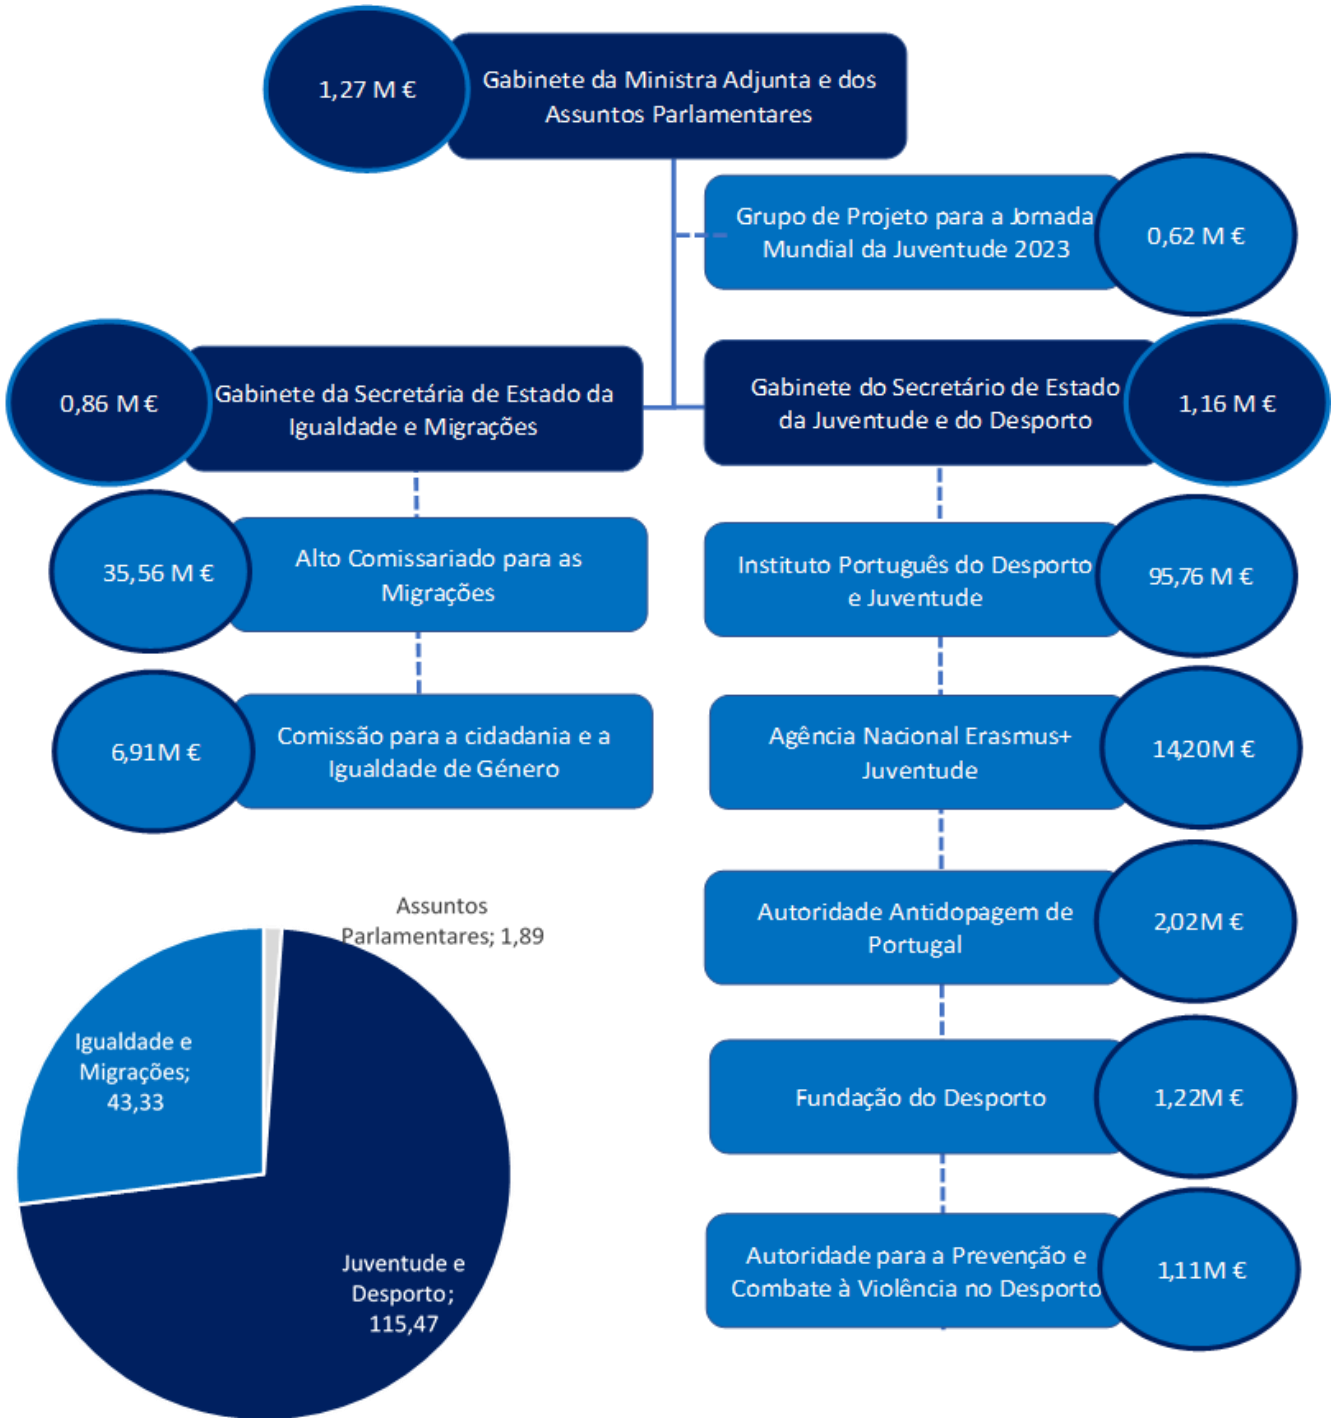 1,27 M €
Gabinete da Ministra Adjunta e dos
Assuntos Parlamentares
Grupo de Projeto para a Jornada
Mundial da Juventude 2023
0,62 M €
0,86 M €
Gabinete da Secretária de Estado da
Igualdade e Migrações
Gabinete do Secretário de Estado
da Juventude e do Desporto
1,16 M €
35,56 M €
Alto Comissariado para as
Migrações
Instituto Português do Desporto
e Juventude
95,76 M €
6,91M €
Comissão para a cidadania e a
Igualdade de Género
Agência Nacional Erasmus+
Juventude
14,20M €
Autoridade Antidopagem de
Portugal
2,02M €
Fundação do Desporto
1,22M €
Autoridade para a Prevenção e
Combate à Violência no Desporto
1,11M €
Assuntos
Parlamentares; 1,89
Igualdade e
Migrações;
43,33
Juventude e
Desporto;
115,47